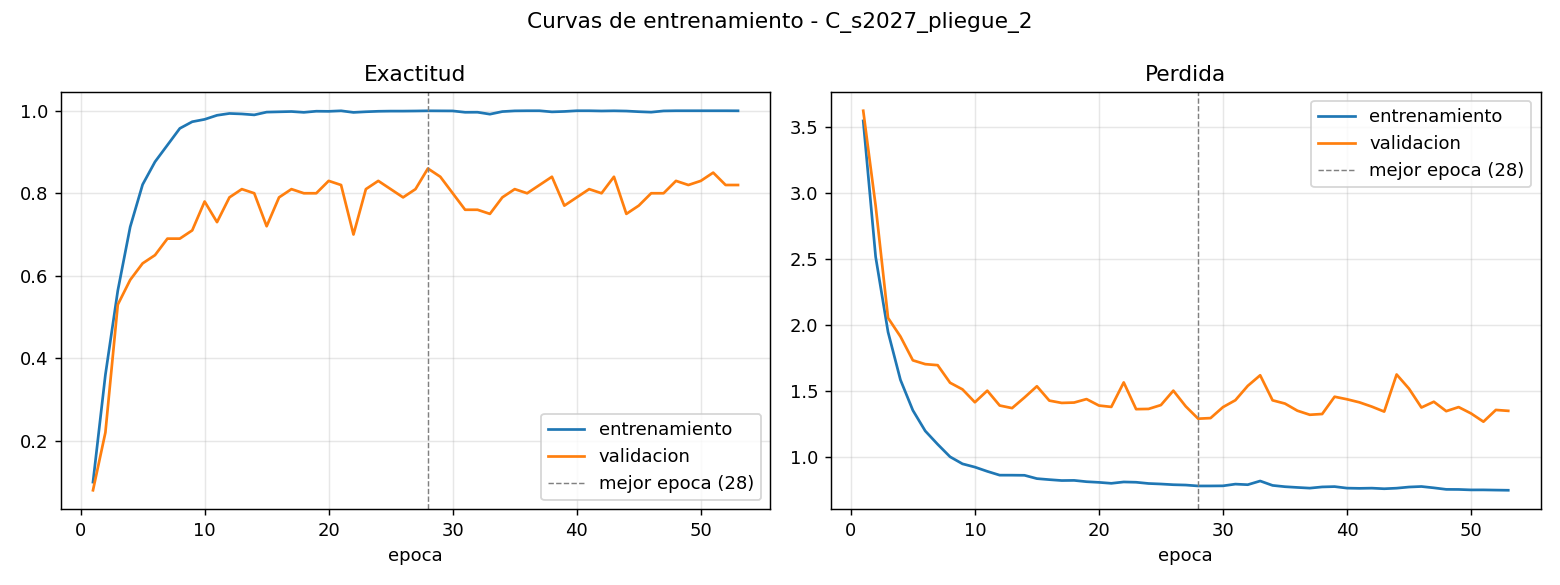 Curvas de entrenamiento - C_s2027_pliegue_2
Exactitud
1.0
0.8
0.6
0.4
0.2
0
10
20
30
40
50
epoca
entrenamiento
validacion
mejor epoca (28)
Perdida
3.5
3.0
2.5
2.0
1.5
1.0
0
10
20
30
40
50
epoca
entrenamiento
validacion
mejor epoca (28)